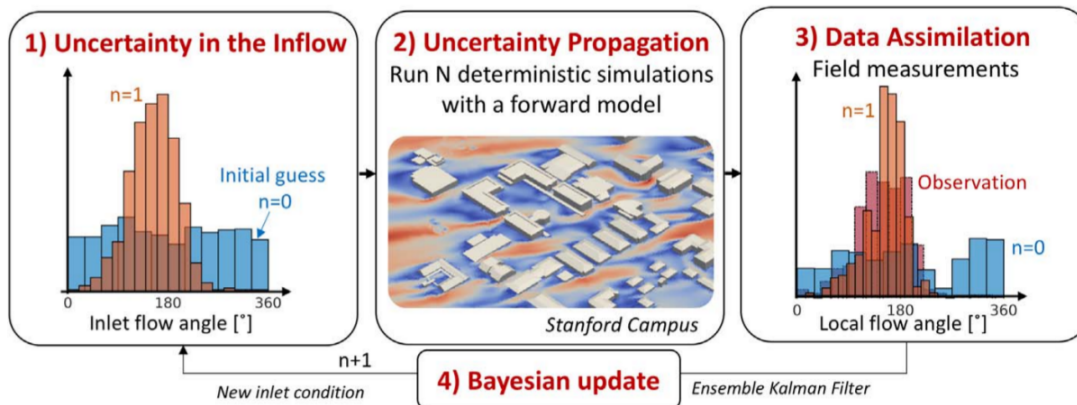 1) Uncertainty in the Inflow
n=1
Initial guess
n=0
0
180
360
Inlet flow angle [°]
2) Uncertainty Propagation
Run N deterministic simulations
with a forward model
Stanford Campus
3) Data Assimilation
Field measurements
n=1
Observation
n=0
0
180
360
Local flow angle [°]
n+1
New inlet condition
4) Bayesian update
Ensemble Kalman Filter